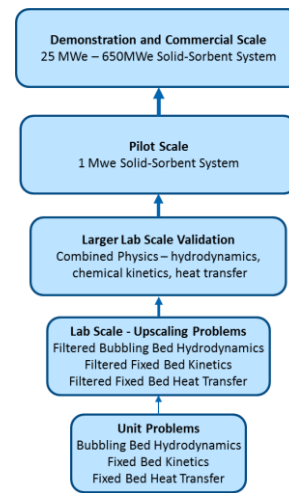 Demonstration and Commercial Scale
25 MWe – 650MWe Solid-Sorbent System
Pilot Scale
1 Mwe Solid-Sorbent System
Larger Lab Scale Validation
Combined Physics – hydrodynamics,
chemical kinetics, heat transfer
Lab Scale - Upscaling Problems
Filtered Bubbling Bed Hydrodynamics
Filtered Fixed Bed Kinetics
Filtered Fixed Bed Heat Transfer
Unit Problems
Bubbling Bed Hydrodynamics
Fixed Bed Kinetics
Fixed Bed Heat Transfer